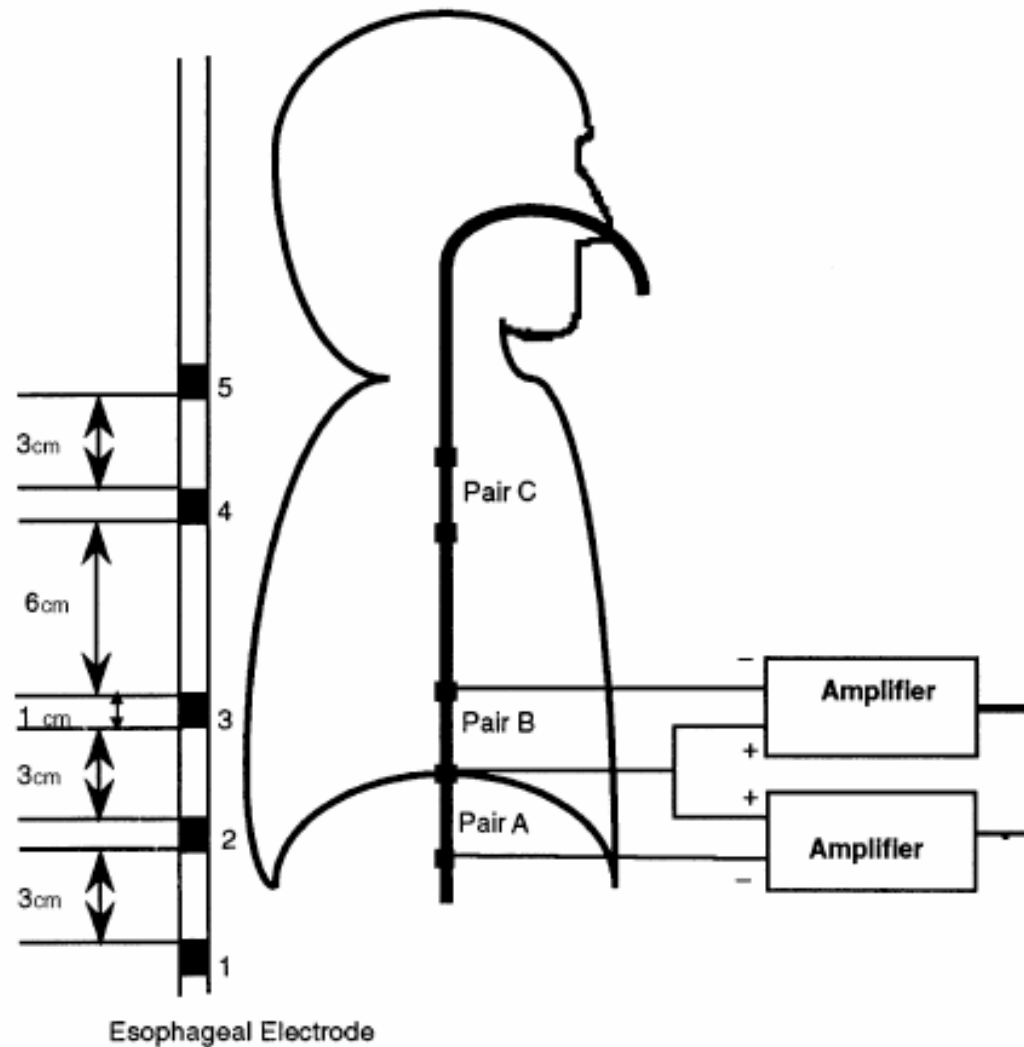 5
3cm
Pair C
4
6cm
−
Amplifier
1 cm
3
Pair B
+
3cm
+
Pair A
2
Amplifier
−
3cm
1
Esophageal Electrode